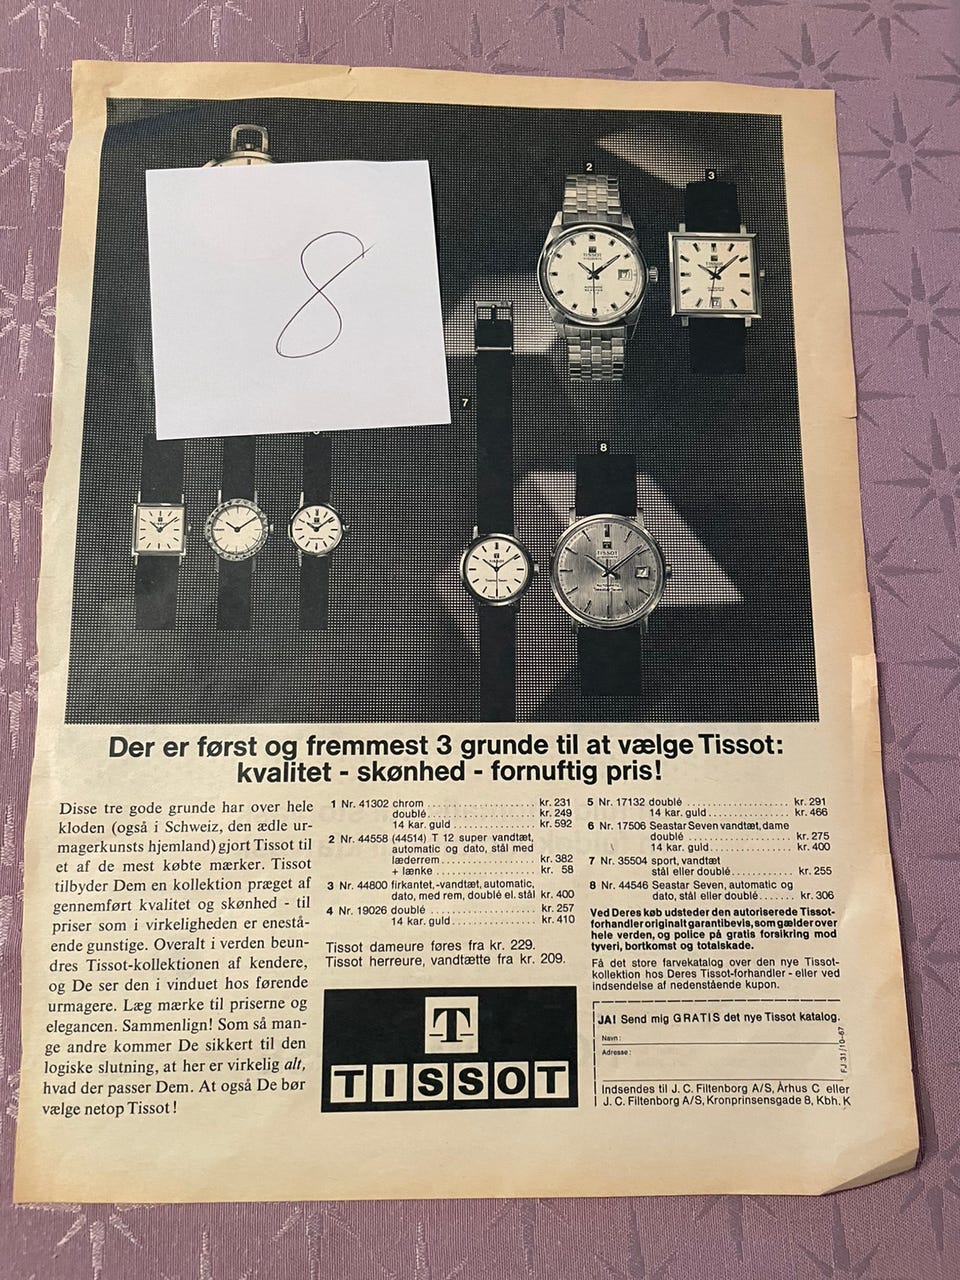 8
2
3
7
8
TISSOT
TISSOT
TISSOT
TISSOT
Der er først og fremmest 3 grunde til at vælge Tissot:
kvalitet - skønhed - fornuftig pris!
Disse tre gode grunde har over hele
kloden (også i Schweiz, den ædle ur-
magerkunsts hjemland) gjort Tissot til
et af de mest købte mærker. Tissot
tilbyder Dem en kollektion præget af
gennemført kvalitet og skønhed - til
priser som i virkeligheden er enestå-
ende gunstige. Overalt i verden beun-
dres Tissot-kollektionen af kendere,
og De ser den i vinduet hos førende
urmagere. Læg mærke til priserne og
elegancen. Sammenlign! Som så man-
ge andre kommer De sikkert til den
logiske slutning, at her er virkelig alt,
hvad der passer Dem. At også De bør
vælge netop Tissot!
1 Nr. 41302 chrom .................... kr. 231
doublé .................... kr. 249
14 kar. guld .................... kr. 592
2 Nr. 44558 (44514) T 12 super vandtæt,
automatic og dato, stål med
læderrem .................... kr. 382
+ lænke .................... kr. 58
3 Nr. 44800 firkantet, -vandtæt, automatic,
dato, med rem, doublé el. stål kr. 400
4 Nr. 19026 doublé .................... kr. 257
14 kar. guld .................... kr. 410
Tissot dameure føres fra kr. 229.
Tissot herreure, vandtætte fra kr. 209.
T
TISSOT
5 Nr. 17132 doublé .................... kr. 291
14 kar. guld .................... kr. 466
6 Nr. 17506 Seastar Seven vandtæt, dame
doublé .................... kr. 275
14 kar. guld .................... kr. 400
7 Nr. 35504 sport, vandtæt
stål eller doublé .................... kr. 255
8 Nr. 44546 Seastar Seven, automatic og
dato, stål eller doublé ....... kr. 306
Ved Deres køb udsteder den autoriserede Tissot-
forhandler originalt garantibevis, som gælder over
hele verden, og police på gratis forsikring mod
tyveri, bortkomst og totalskade.
Få det store farvekatalog over den nye Tissot-
kollektion hos Deres Tissot-forhandler - eller ved
indsendelse af nedenstående kupon.
JA! Send mig GRATIS det nye Tissot katalog.
Navn:
Adresse:
FJ 31/10-67
Indsendes til J. C. Filtenborg A/S, Århus C eller
J. C. Filtenborg A/S, Kronprinsensgade 8, Kbh. K